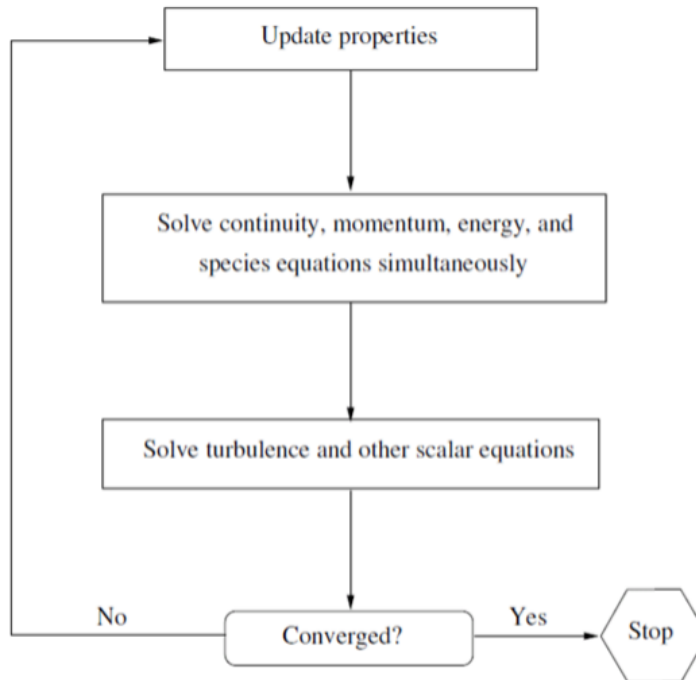 Update properties
Solve continuity, momentum, energy, and
species equations simultaneously
Solve turbulence and other scalar equations
No
Converged?
Yes
Stop